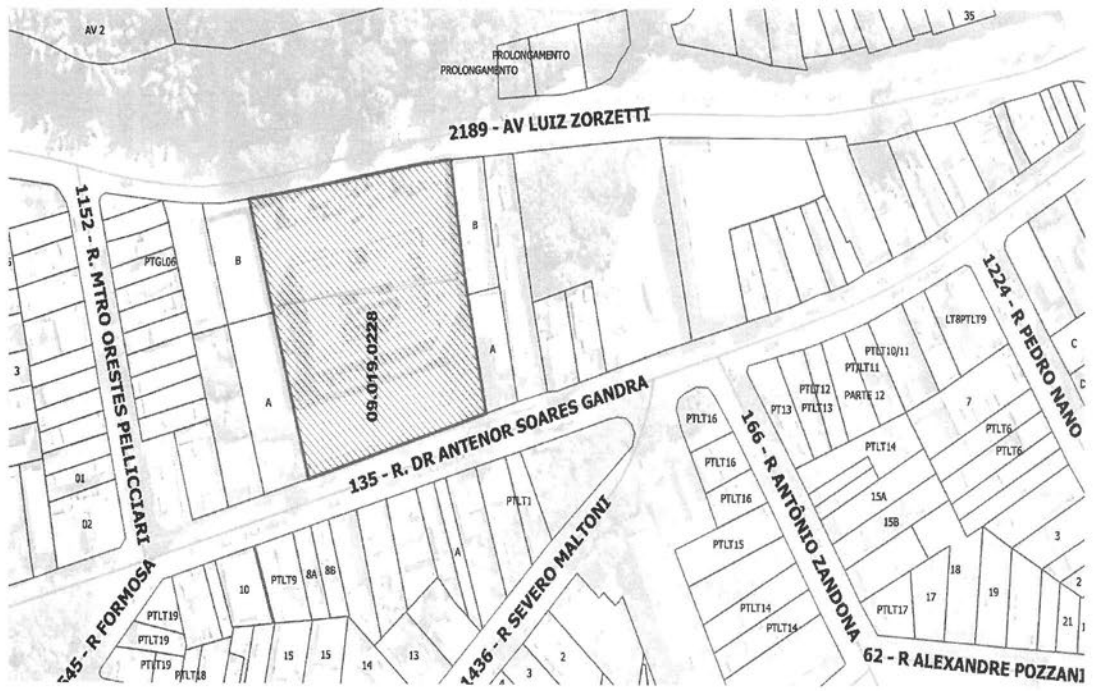 AV 2
35
PROLONGAMENTO
PROLONGAMENTO
2189 - AV LUIZ ZORZETTI
1152 - R. MTRO ORESTES PELLICCIARI
PTGL06
B
B
09.019.0228
A
A
3
D1
D2
135 - R. DR ANTENOR SOARES GANDRA
1224 - R PEDRO NANO
LT8PTLT9
C
D
PTLT10/11
PTJLT11
PARTE 12
PTLT12
PTLT13
PT13
7
PTLT6
PTLT6
PTLT14
15A
15B
PTLT16
PTLT16
PTLT16
PTLT15
PTLT14
PTLT14
166 - R ANTÔNIO ZANDONA
3
2
18
19
17
PTLT17
21
62 - R ALEXANDRE POZZANI
PTLT1
A
1436 - R SEVERO MALTONI
8B
8A
PTLT9
10
545 - R FORMOSA
PTLT19
PTLT19
PTLT19
PTLT18
15
15
14
13
2
3